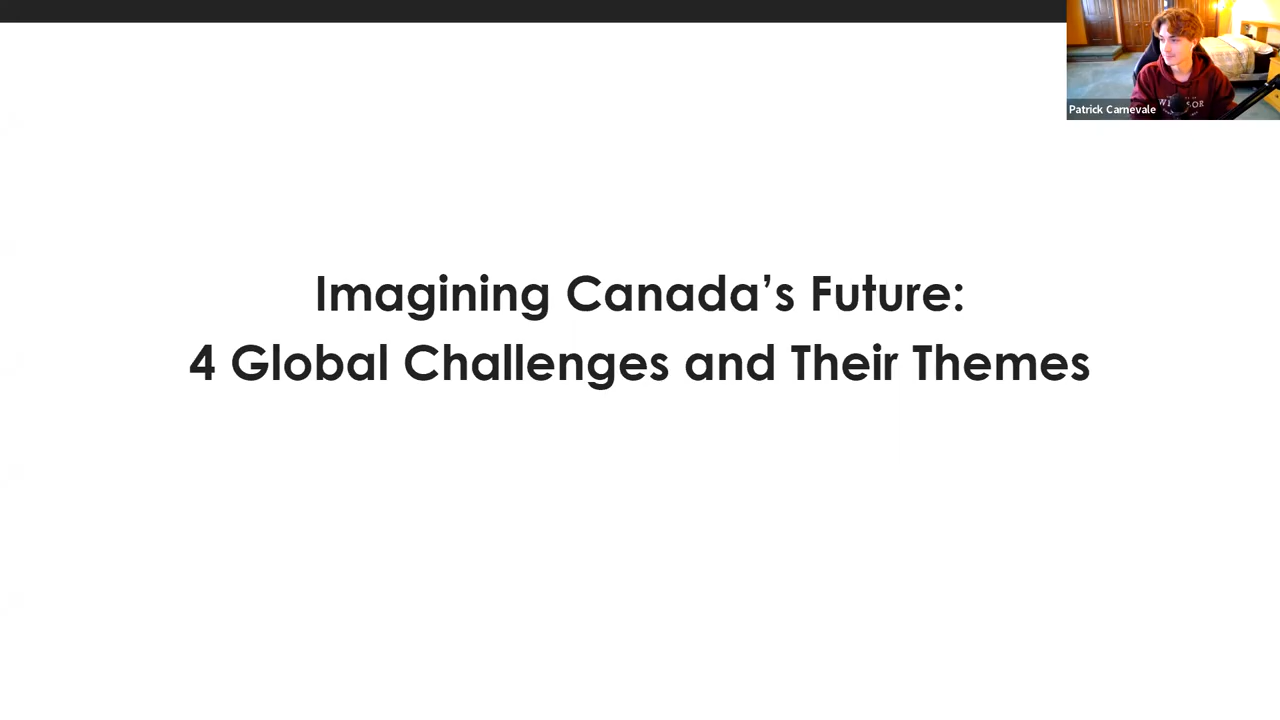 Imagining Canada's Future:
4 Global Challenges and Their Themes
Patrick Carnevale